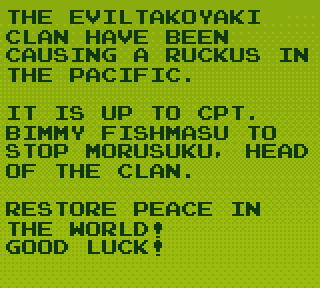 THE EVILTAKOYAKI
CLAN HAVE BEEN
CAUSING A RUCKUS IN
THE PACIFIC.
IT IS UP TO CPT.
BIMMY FISHMASU TO
STOP MORUSUKU, HEAD
OF THE CLAN.
RESTORE PEACE IN
THE WORLD!
GOOD LUCK!